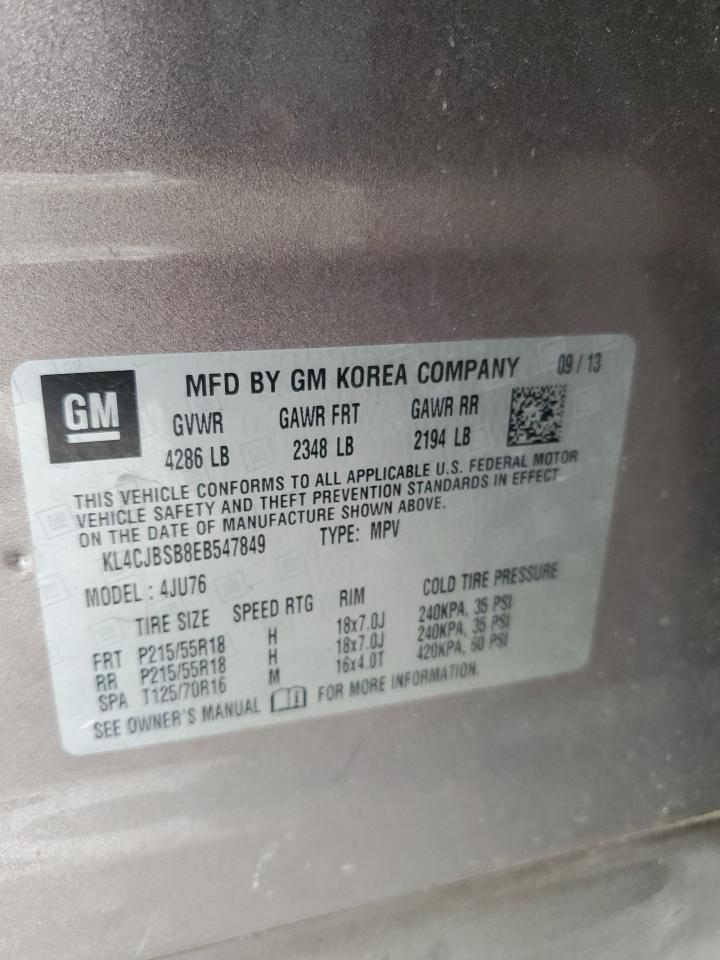 GM
MFD BY GM KOREA COMPANY 09 / 13
GVWR GAWR FRT GAWR RR
4286 LB 2348 LB 2194 LB
THIS VEHICLE CONFORMS TO ALL APPLICABLE U.S. FEDERAL MOTOR
VEHICLE SAFETY AND THEFT PREVENTION STANDARDS IN EFFECT
ON THE DATE OF MANUFACTURE SHOWN ABOVE.
KL4CJBSB8EB547849 TYPE: MPV
MODEL : 4JU76
TIRE SIZE SPEED RTG RIM COLD TIRE PRESSURE
FRT P215/55R18 H 18x7.0J 240KPA, 35 PSI
RR P215/55R18 H 18x7.0J 240KPA, 35 PSI
SPA T125/70R16 M 16x4.0T 420KPA, 60 PSI
SEE OWNER'S MANUAL FOR MORE INFORMATION.